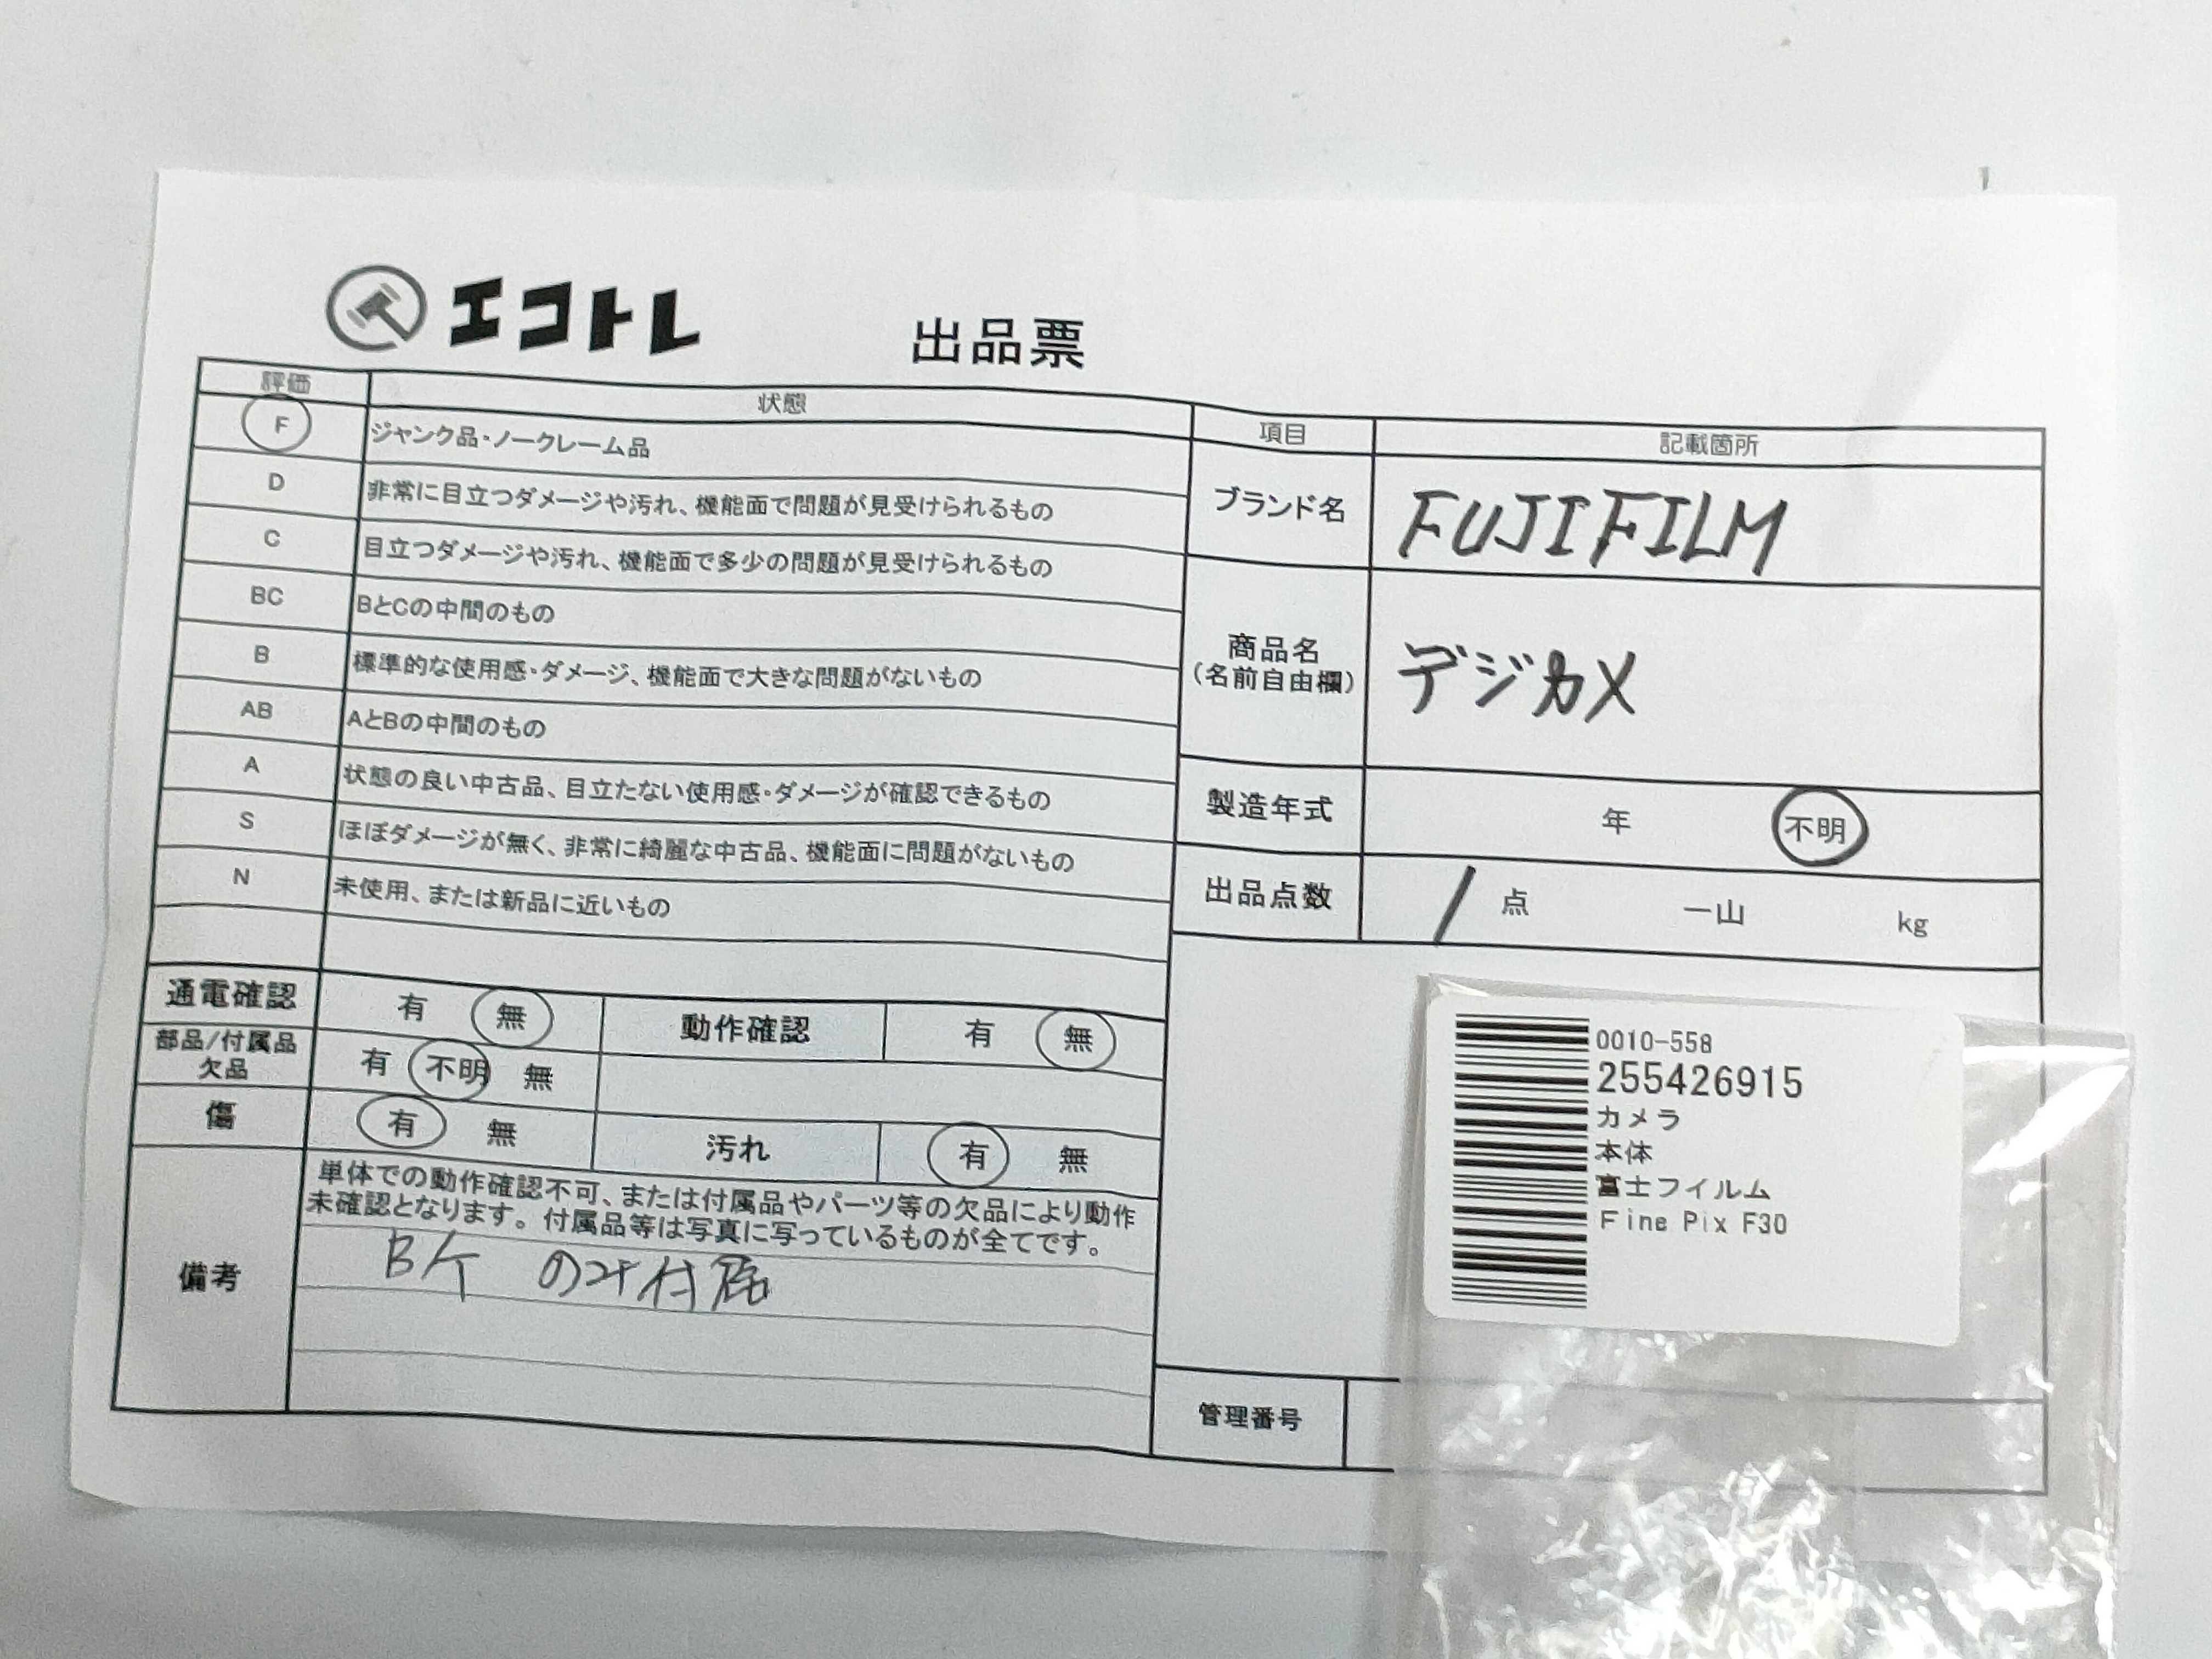 エコトレ
出品票
評価 状態
F ジャンク品・ノークレーム品
D 非常に目立つダメージや汚れ、機能面で問題が見受けられるもの
C 目立つダメージや汚れ、機能面で多少の問題が見受けられるもの
BC BとCの中間のもの
B 標準的な使用感・ダメージ、機能面で大きな問題がないもの
AB AとBの中間のもの
A 状態の良い中古品、目立たない使用感・ダメージが確認できるもの
S ほぼダメージが無く、非常に綺麗な中古品、機能面に問題がないもの
N 未使用、または新品に近いもの
通電確認 有 無 動作確認 有 無
部品/付属品
欠品 有 不明 無
傷 有 無 汚れ 有 無
備考
単体での動作確認不可、または付属品やパーツ等の欠品により動作
未確認となります。付属品等は写真に写っているものが全てです。
のみ付属
項目 記載箇所
ブランド名 FUJIFILM
商品名
(名前自由欄) デジカメ
製造年式 年 不明
出品点数 1 点 一山 kg
管理番号
0010-558
255426915
カメラ
本体
富士フイルム
Fine Pix F30